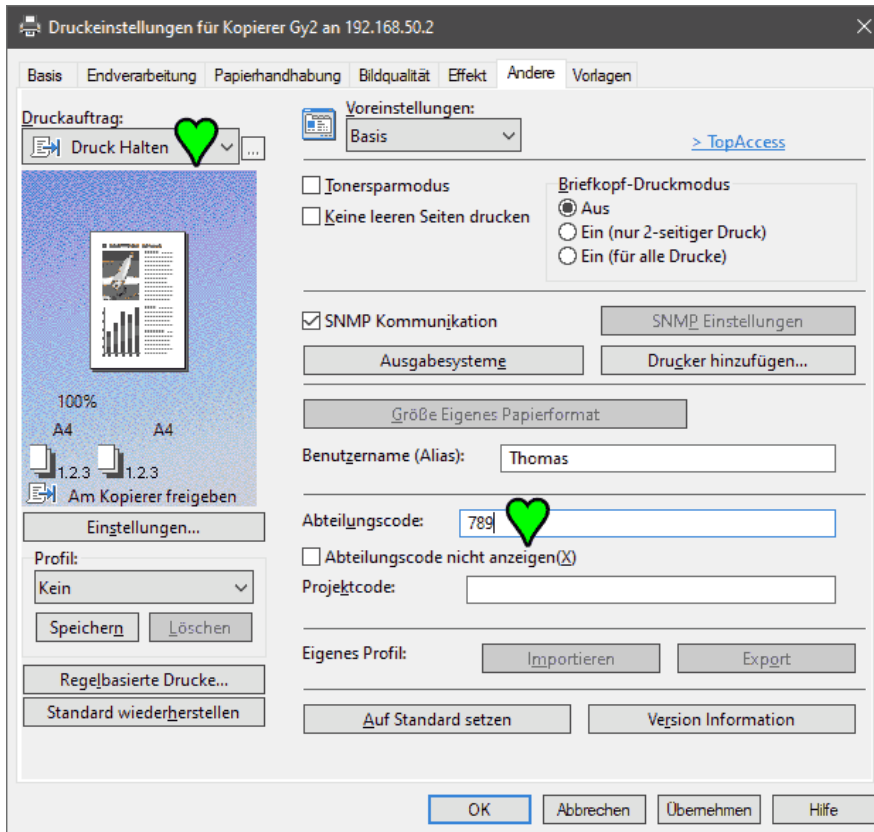 Druckeinstellungen für Kopierer Gy2 an 192.168.50.2
Basis Endverarbeitung Papierhandhabung Bildqualität Effekt Andere Vorlagen
Druckauftrag:
Druck Halten ...
100%
A4 A4
1.2.3 1.2.3
Am Kopierer freigeben
Einstellungen...
Profil:
Kein
Speichern Löschen
Regelbasierte Drucke...
Standard wiederherstellen
Voreinstellungen:
Basis
> TopAccess
Tonersparmodus
Keine leeren Seiten drucken
Briefkopf-Druckmodus
Aus
Ein (nur 2-seitiger Druck)
Ein (für alle Drucke)
SNMP Kommunikation SNMP Einstellungen
Ausgabesysteme Drucker hinzufügen...
Größe Eigenes Papierformat
Benutzername (Alias): Thomas
Abteilungscode: 789
Abteilungscode nicht anzeigen(X)
Projektcode:
Eigenes Profil: Importieren Export
Auf Standard setzen Version Information
OK Abbrechen Übernehmen Hilfe